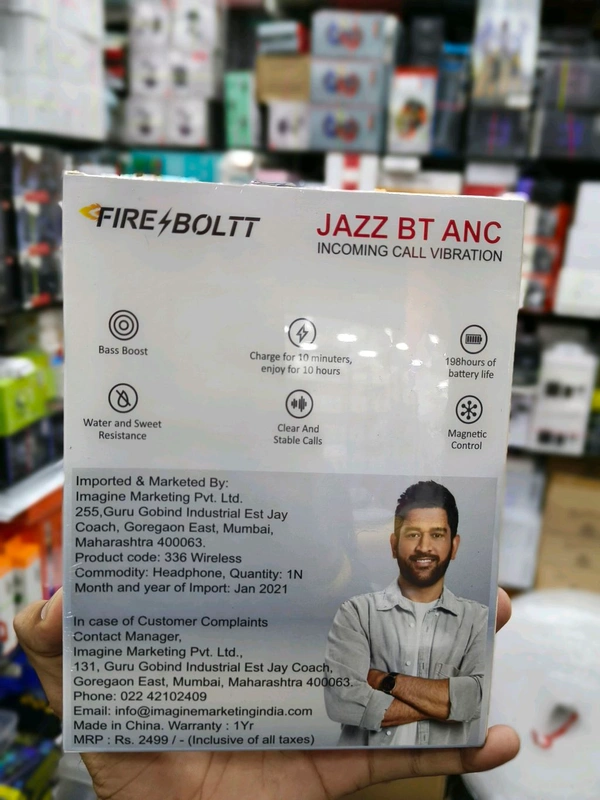 FIRE BOLTT
JAZZ BT ANC
INCOMING CALL VIBRATION
Bass Boost
Charge for 10 minuters,
enjoy for 10 hours
198hours of
battery life
Water and Sweet
Resistance
Clear And
Stable Calls
Magnetic
Control
Imported & Marketed By:
Imagine Marketing Pvt. Ltd.
255,Guru Gobind Industrial Est Jay
Coach, Goregaon East, Mumbai,
Maharashtra 400063.
Product code: 336 Wireless
Commodity: Headphone, Quantity: 1N
Month and year of Import: Jan 2021
In case of Customer Complaints
Contact Manager,
Imagine Marketing Pvt. Ltd.,
131, Guru Gobind Industrial Est Jay Coach,
Goregaon East, Mumbai, Maharashtra 400063.
Phone: 022 42102409
Email: info@imaginemarketingindia.com
Made in China. Warranty : 1Yr
MRP : Rs. 2499 / - (Inclusive of all taxes)